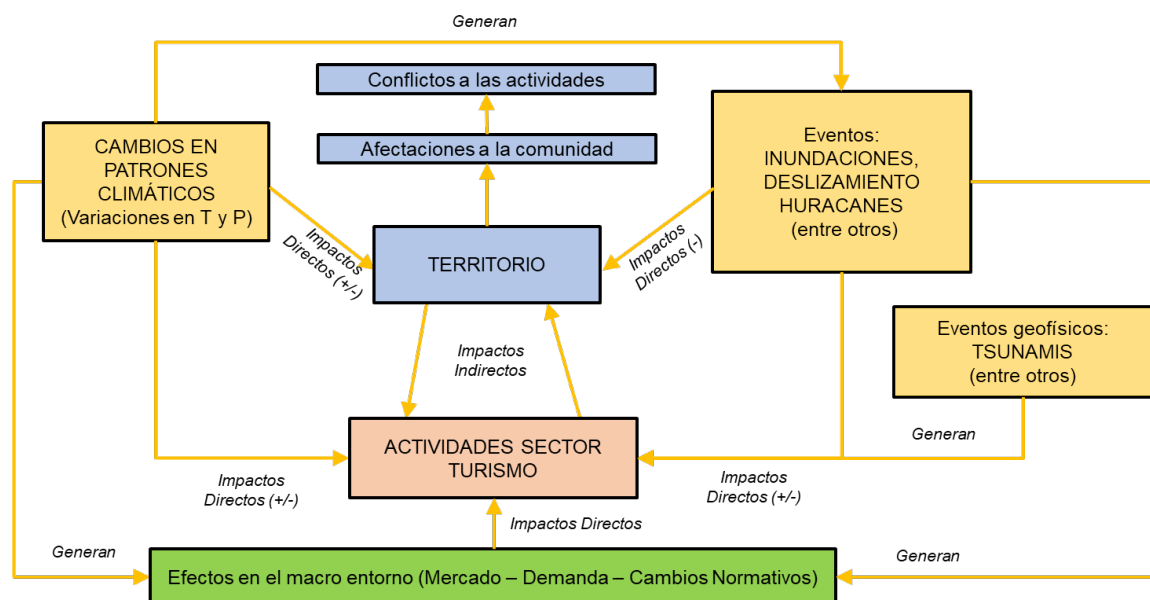 Generan
Conflictos a las actividades
CAMBIOS EN
PATRONES
CLIMÁTICOS
(Variaciones en T y P)
Afectaciones a la comunidad
Eventos:
INUNDACIONES,
DESLIZAMIENTO
HURACANES
(entre otros)
Impactos
Directos (+/-)
TERRITORIO
Impactos
Directos (-)
Eventos geofísicos:
TSUNAMIS
(entre otros)
Impactos
Indirectos
ACTIVIDADES SECTOR
TURISMO
Generan
Impactos
Directos (+/-)
Impactos
Directos (+/-)
Impactos Directos
Generan
Efectos en el macro entorno (Mercado – Demanda – Cambios Normativos)
Generan